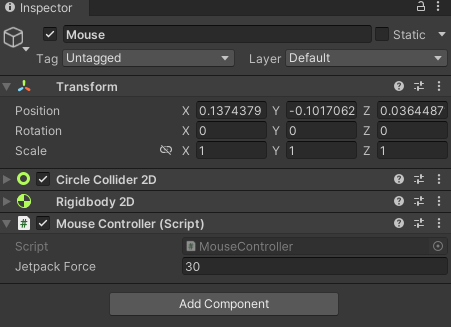 Inspector
Mouse Static
Tag Untagged Layer Default
Transform
Position X 0.1374379 Y -0.1017062 Z 0.0364487
Rotation X 0 Y 0 Z 0
Scale X 1 Y 1 Z 1
Circle Collider 2D
Rigidbody 2D
# Mouse Controller (Script)
Script # MouseController
Jetpack Force 30
Add Component